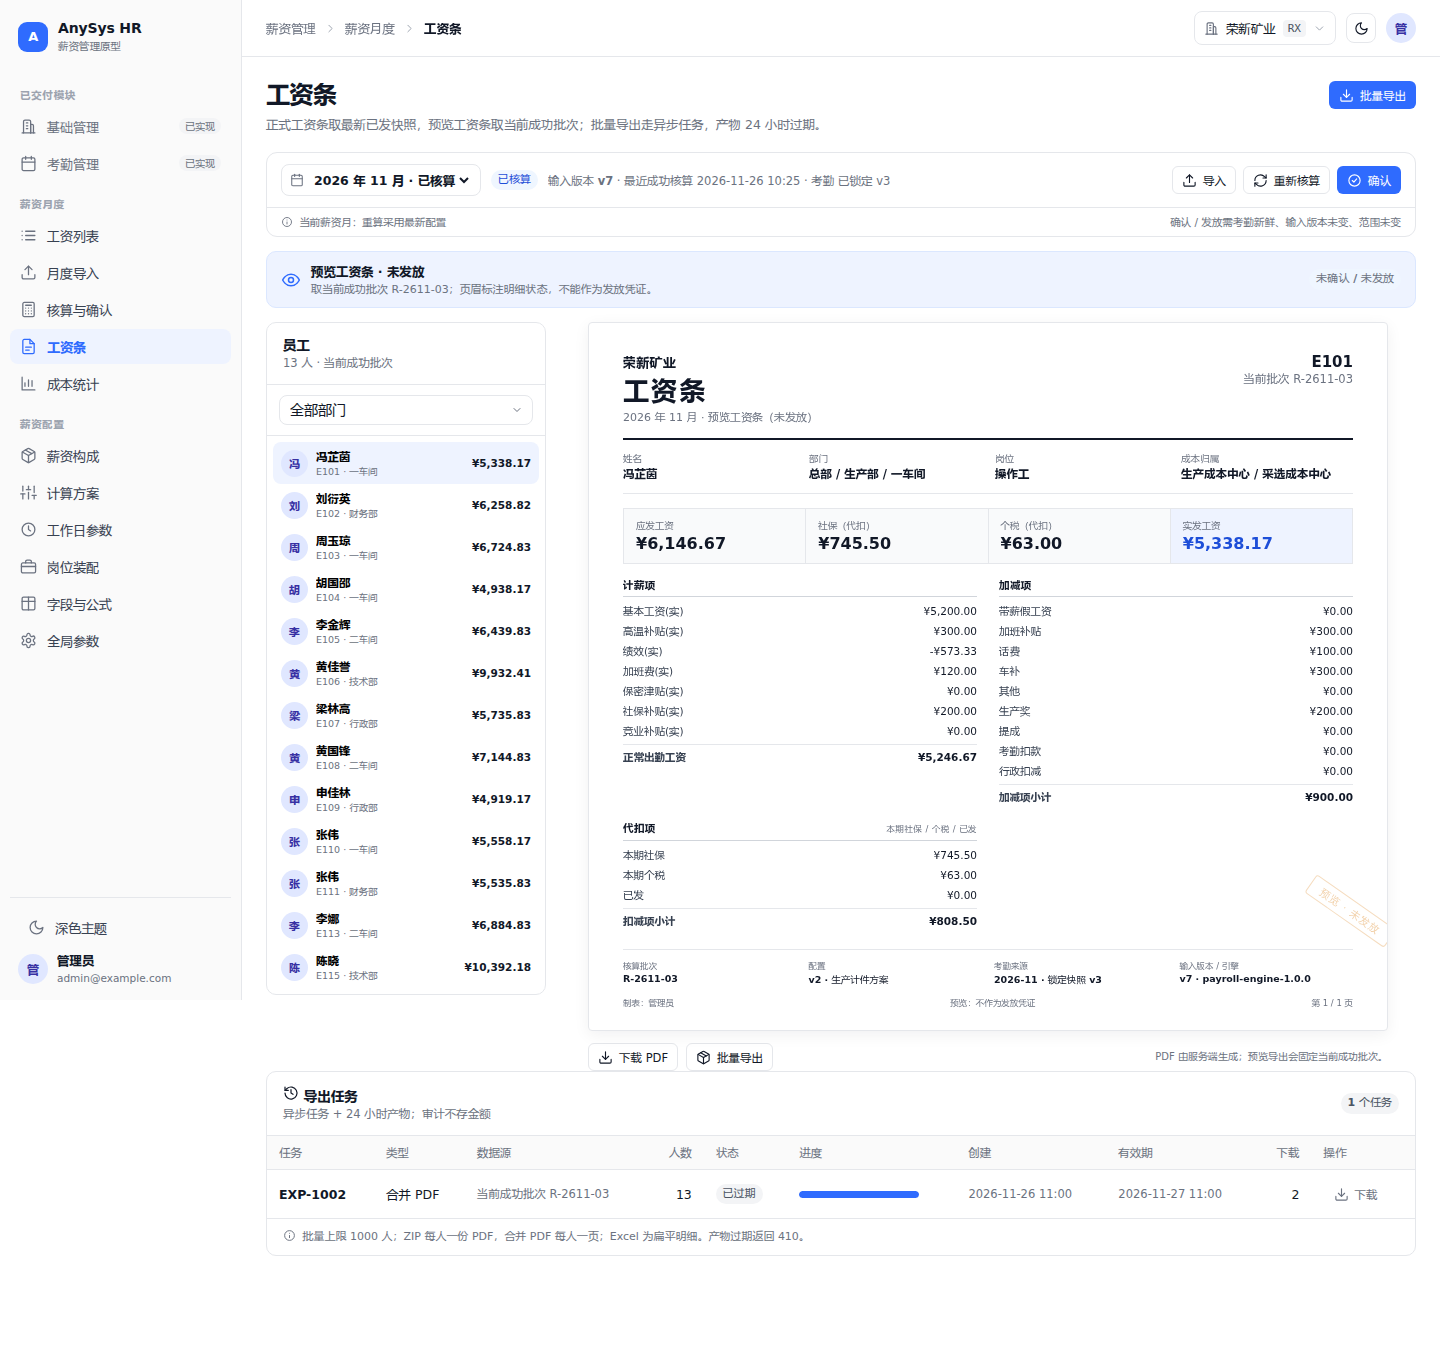 A
AnySys HR
薪资管理原型
已交付模块
基础管理 已实现
考勤管理 已实现
薪资月度
工资列表
月度导入
核算与确认
工资条
成本统计
薪资配置
薪资构成
计算方案
工作日参数
岗位装配
字段与公式
全局参数
深色主题
管
管理员
admin@example.com
薪资管理 > 薪资月度 > 工资条
荣新矿业 RX
管
工资条
正式工资条取最新已发快照，预览工资条取当前成功批次；批量导出走异步任务，产物 24 小时过期。
批量导出
2026 年 11 月 · 已核算 已核算 输入版本 v7 · 最近成功核算 2026-11-26 10:25 · 考勤 已锁定 v3
导入 重新核算 确认
当前薪资月：重算采用最新配置
确认 / 发放需考勤新鲜、输入版本未变、范围未变
预览工资条 · 未发放
取当前成功批次 R-2611-03；页眉标注明细状态，不能作为发放凭证。
未确认 / 未发放
员工
13 人 · 当前成功批次
全部部门
冯 冯芷茵 ¥5,338.17
E101 · 一车间
刘 刘衍英 ¥6,258.82
E102 · 财务部
周 周玉琼 ¥6,724.83
E103 · 一车间
胡 胡国邵 ¥4,938.17
E104 · 一车间
李 李金辉 ¥6,439.83
E105 · 二车间
黄 黄佳誉 ¥9,932.41
E106 · 技术部
梁 梁林高 ¥5,735.83
E107 · 行政部
黄 黄国锋 ¥7,144.83
E108 · 二车间
申 申佳林 ¥4,919.17
E109 · 行政部
张 张伟 ¥5,558.17
E110 · 一车间
张 张伟 ¥5,535.83
E111 · 财务部
李 李娜 ¥6,884.83
E113 · 二车间
陈 陈晓 ¥10,392.18
E115 · 技术部
荣新矿业
工资条
2026 年 11 月 · 预览工资条（未发放）
E101
当前批次 R-2611-03
姓名 部门 岗位 成本归属
冯芷茵 总部 / 生产部 / 一车间 操作工 生产成本中心 / 采选成本中心
应发工资 社保（代扣） 个税（代扣） 实发工资
¥6,146.67 ¥745.50 ¥63.00 ¥5,338.17
计薪项
基本工资(实) ¥5,200.00
高温补贴(实) ¥300.00
绩效(实) -¥573.33
加班费(实) ¥120.00
保密津贴(实) ¥0.00
社保补贴(实) ¥200.00
竞业补贴(实) ¥0.00
正常出勤工资 ¥5,246.67
加减项
带薪假工资 ¥0.00
加班补贴 ¥300.00
话费 ¥100.00
车补 ¥300.00
其他 ¥0.00
生产奖 ¥200.00
提成 ¥0.00
考勤扣款 ¥0.00
行政扣减 ¥0.00
加减项小计 ¥900.00
代扣项 本期社保 / 个税 / 已发
本期社保 ¥745.50
本期个税 ¥63.00
已发 ¥0.00
扣减项小计 ¥808.50
预览 · 未发放
核算批次 配置 考勤来源 输入版本 / 引擎
R-2611-03 v2 · 生产计件方案 2026-11 · 锁定快照 v3 v7 · payroll-engine-1.0.0
制表：管理员 预览：不作为发放凭证 第 1 / 1 页
下载 PDF 批量导出
PDF 由服务端生成；预览导出会固定当前成功批次。
导出任务
异步任务 + 24 小时产物；审计不存金额
1 个任务
任务 类型 数据源 人数 状态 进度 创建 有效期 下载 操作
EXP-1002 合并 PDF 当前成功批次 R-2611-03 13 已过期 2026-11-26 11:00 2026-11-27 11:00 2 下载
批量上限 1000 人；ZIP 每人一份 PDF，合并 PDF 每人一页；Excel 为扁平明细。产物过期返回 410。